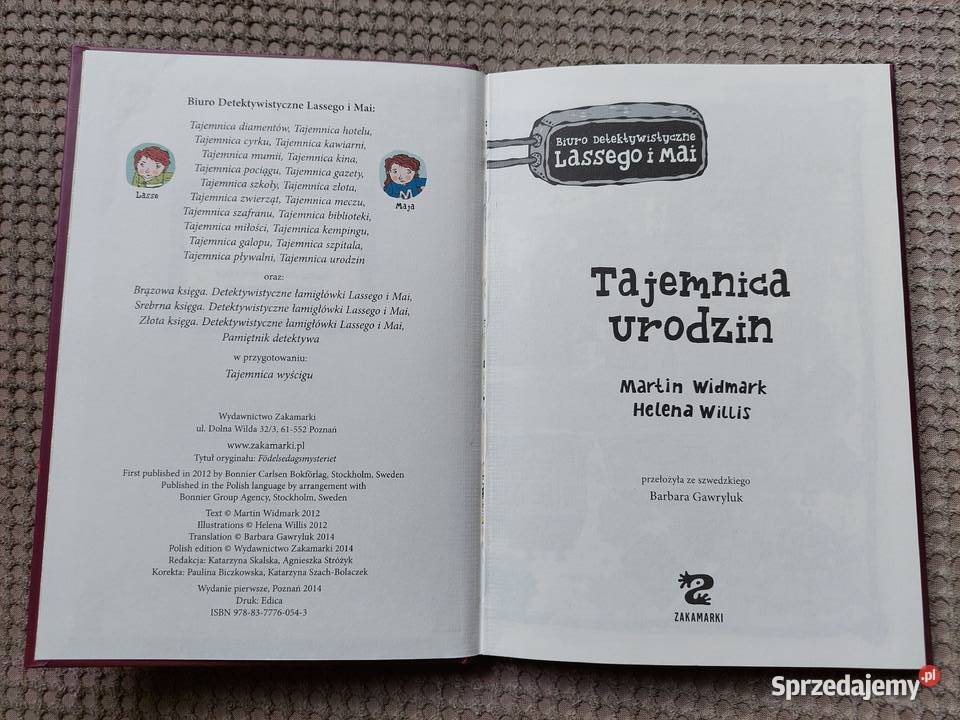 Biuro Detektywistyczne Lassego i Mai:
Tajemnica diamentów, Tajemnica hotelu,
Tajemnica cyrku, Tajemnica kawiarni,
Tajemnica mumii, Tajemnica kina,
Tajemnica pociągu, Tajemnica gazety,
Tajemnica szkoły, Tajemnica złota,
Tajemnica zwierząt, Tajemnica meczu,
Tajemnica szafranu, Tajemnica biblioteki,
Tajemnica miłości, Tajemnica kempingu,
Tajemnica galopu, Tajemnica szpitala,
Tajemnica pływalni, Tajemnica urodzin
Lasse
Maja
oraz:
Brązowa księga. Detektywistyczne łamigłówki Lassego i Mai,
Srebrna księga. Detektywistyczne łamigłówki Lassego i Mai,
Złota księga. Detektywistyczne łamigłówki Lassego i Mai,
Pamiętnik detektywa
w przygotowaniu:
Tajemnica wyścigu
Wydawnictwo Zakamarki
ul. Dolna Wilda 32/3, 61-552 Poznań
www.zakamarki.pl
Tytuł oryginału: Födelsedagsmysteriet
First published in 2012 by Bonnier Carlsen Bokförlag, Stockholm, Sweden
Published in the Polish language by arrangement with
Bonnier Group Agency, Stockholm, Sweden
Text © Martin Widmark 2012
Illustrations © Helena Willis 2012
Translation © Barbara Gawryluk 2014
Polish edition © Wydawnictwo Zakamarki 2014
Redakcja: Katarzyna Skalska, Agnieszka Stróżyk
Korekta: Paulina Biczkowska, Katarzyna Szach-Bolaczek
Wydanie pierwsze, Poznań 2014
Druk: Edica
ISBN 978-83-7776-054-3
Biuro Detektywistyczne
Lassego i Mai
Tajemnica
urodzin
Martin Widmark
Helena Willis
przełożyła ze szwedzkiego
Barbara Gawryluk
ZAKAMARKI
Sprzedajemy.pl